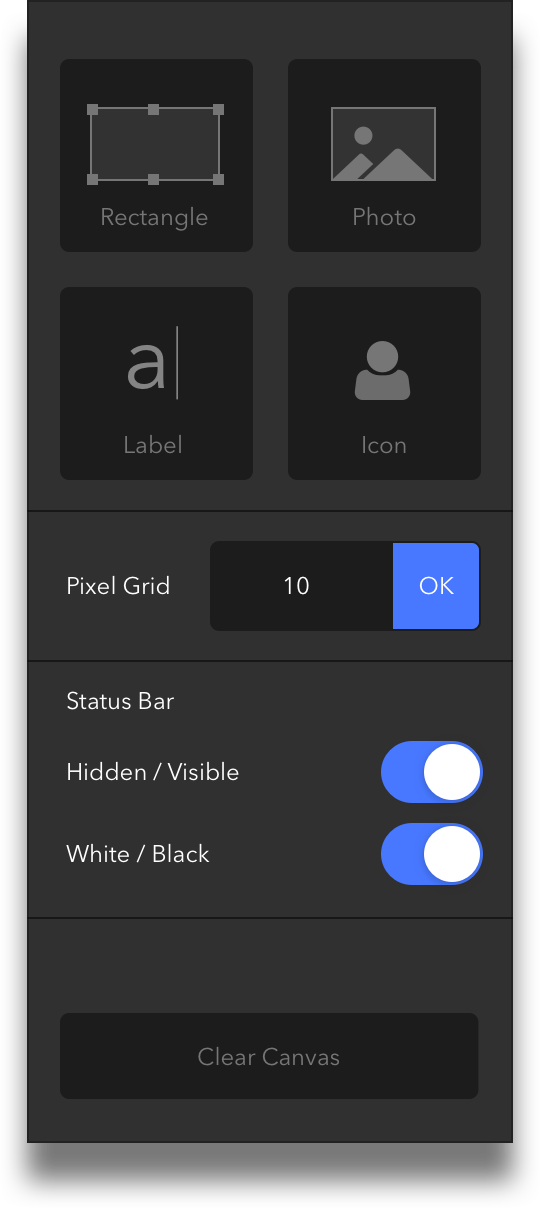 Rectangle
Photo
a
Label
Icon
Pixel Grid 10 OK
Status Bar
Hidden / Visible
White / Black
Clear Canvas